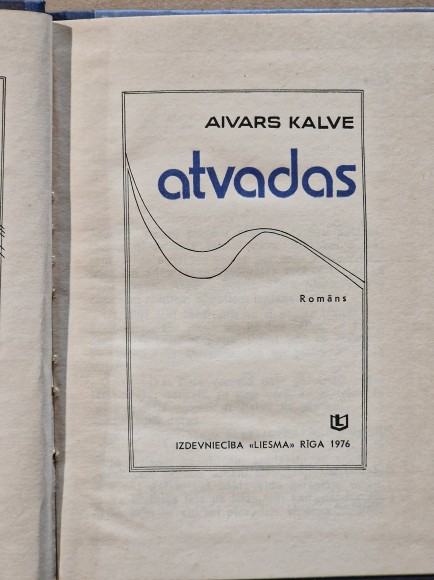 AIVARS KALVE
atvadas
Romāns
IZDEVNIECĪBA «LIESMA» RĪGA 1976